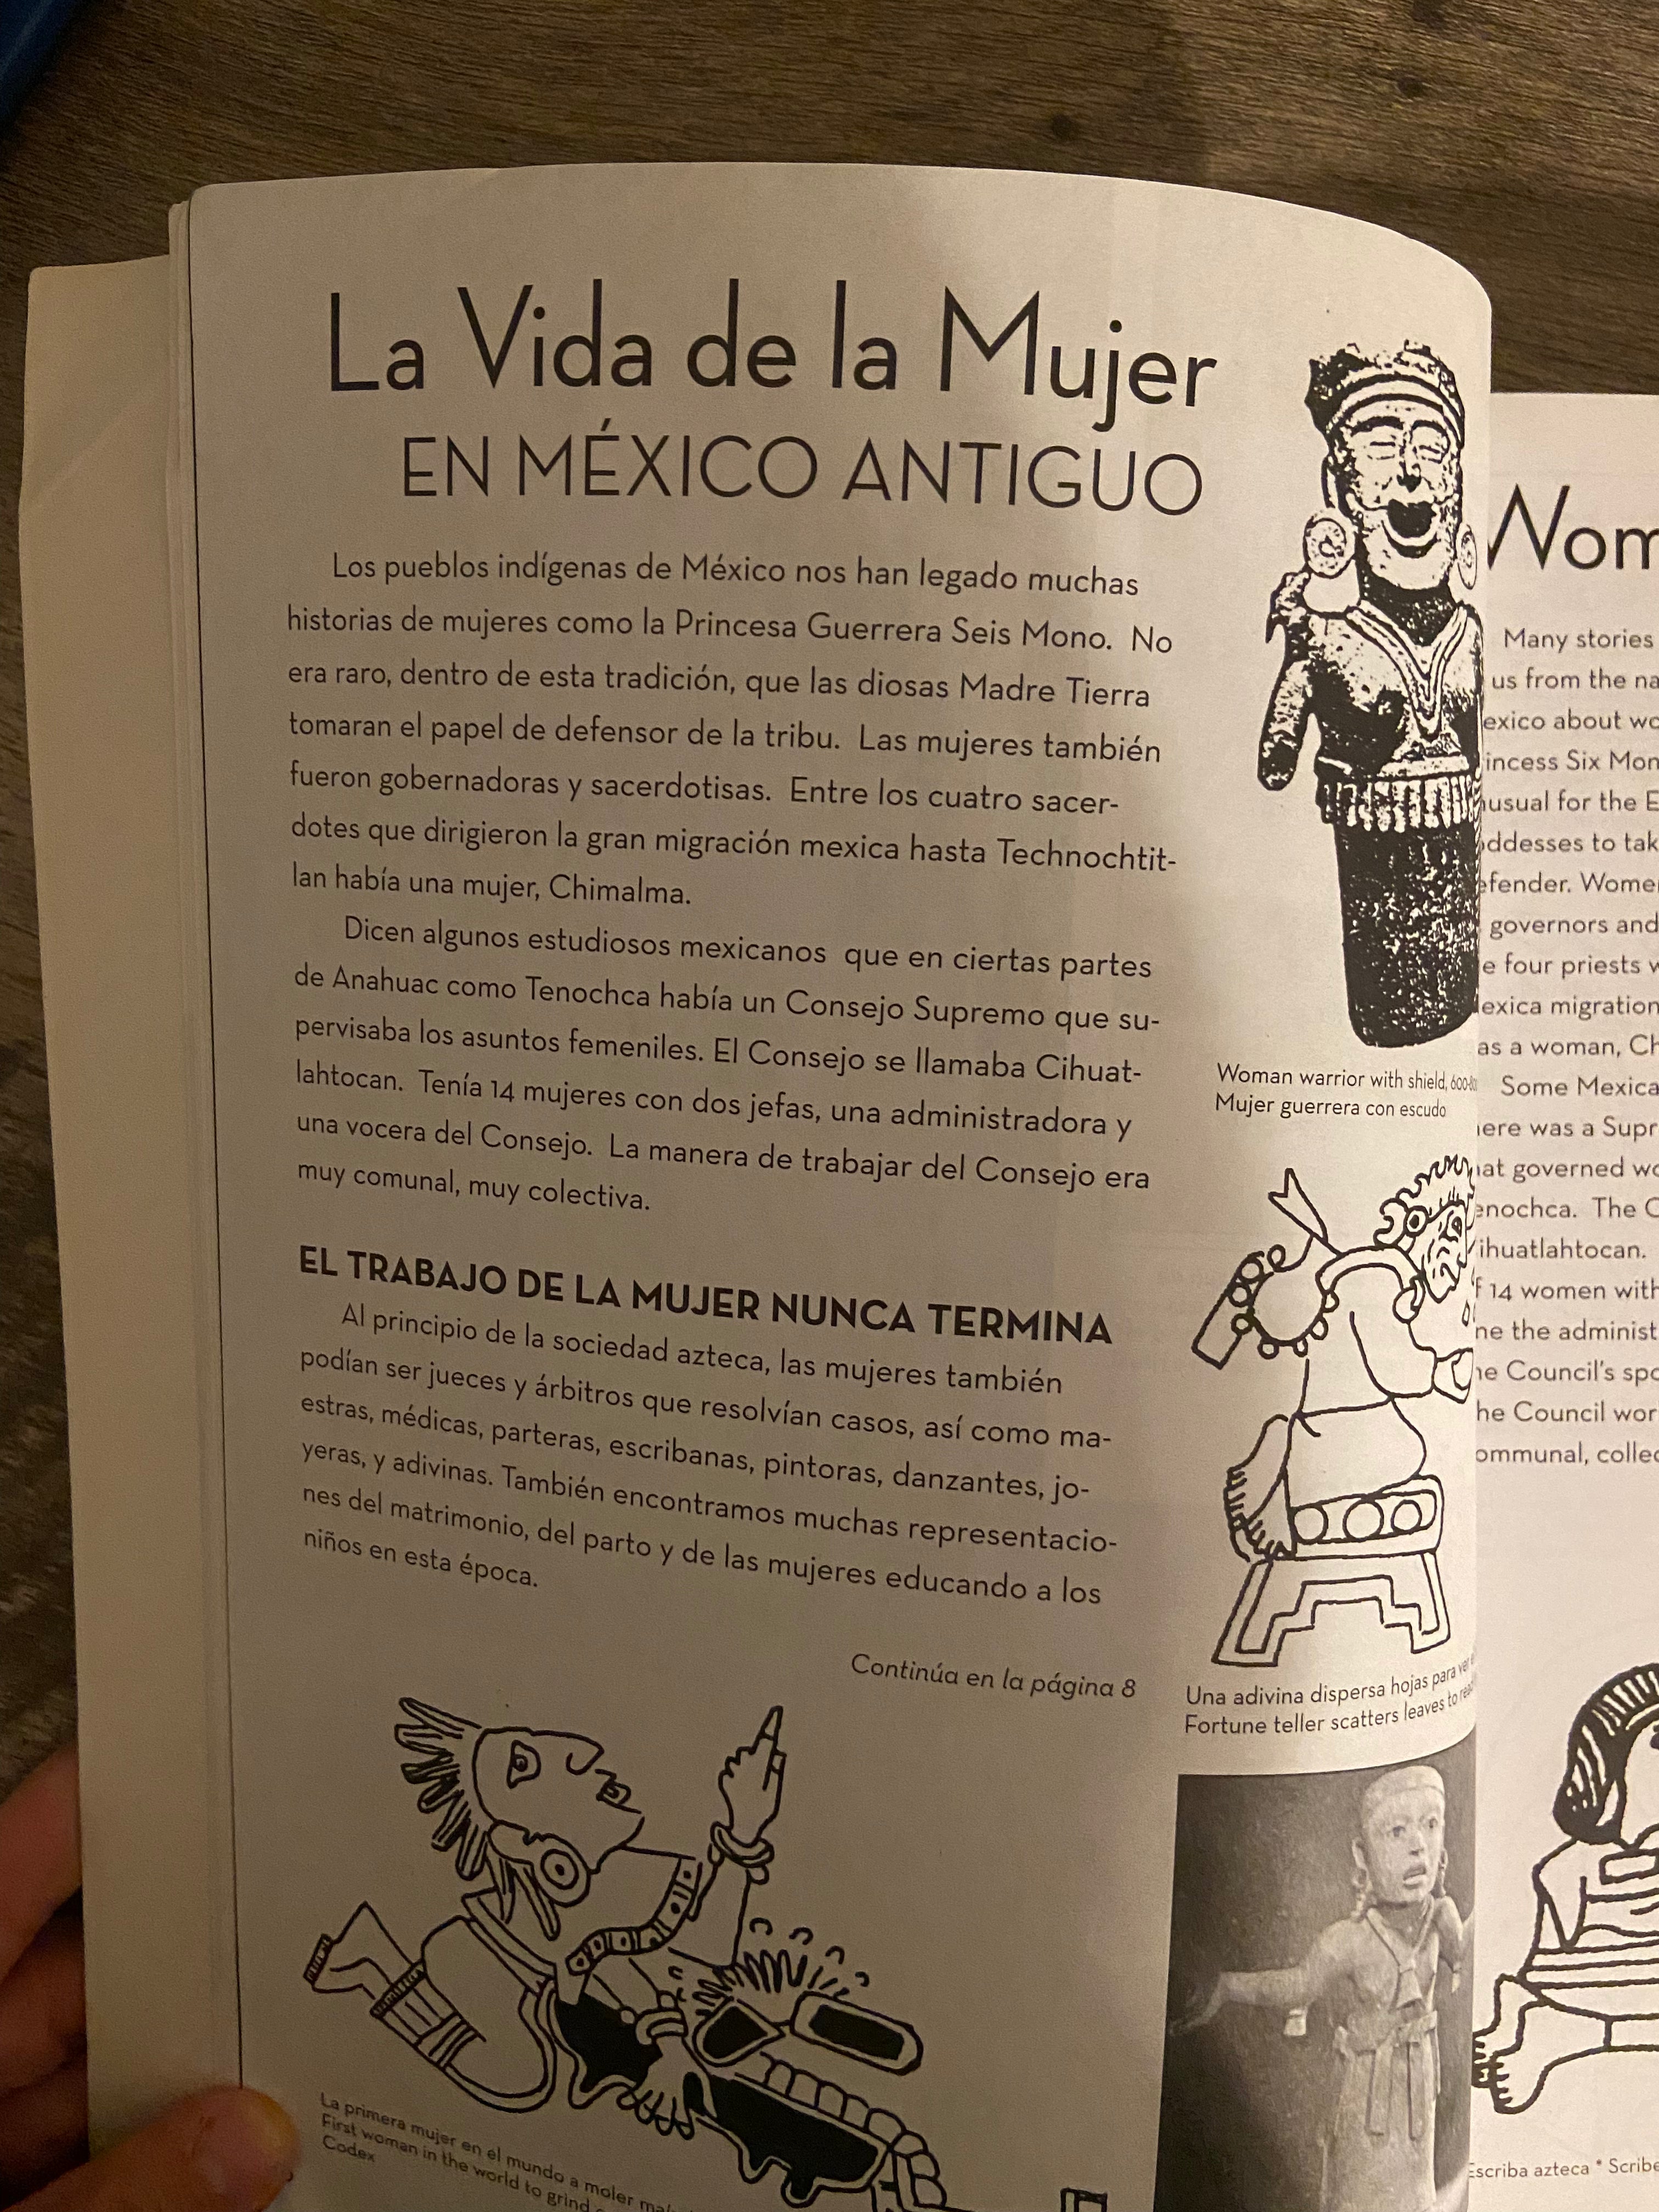 La Vida de la Mujer
EN MÉXICO ANTIGUO
Los pueblos indígenas de México nos han legado muchas
historias de mujeres como la Princesa Guerrera Seis Mono. No
era raro, dentro de esta tradición, que las diosas Madre Tierra
tomaran el papel de defensor de la tribu. Las mujeres también
fueron gobernadoras y sacerdotisas. Entre los cuatro sacer-
dotes que dirigieron la gran migración mexica hasta Technochtit-
lan había una mujer, Chimalma.
Dicen algunos estudiosos mexicanos que en ciertas partes
de Anahuac como Tenochca había un Consejo Supremo que su-
pervisaba los asuntos femeniles. El Consejo se llamaba Cihuat-
lahtocan. Tenía 14 mujeres con dos jefas, una administradora y
una vocera del Consejo. La manera de trabajar del Consejo era
muy comunal, muy colectiva.
EL TRABAJO DE LA MUJER NUNCA TERMINA
Al principio de la sociedad azteca, las mujeres también
podían ser jueces y árbitros que resolvían casos, así como ma-
estras, médicas, parteras, escribanas, pintoras, danzantes, jo-
yeras, y adivinas. También encontramos muchas representacio-
nes del matrimonio, del parto y de las mujeres educando a los
niños en esta época.
Continúa en la página 8
Woman warrior with shield,
Mujer guerrera con escudo
Una adivina dispersa hojas para
Fortune teller scatters leaves to
La primera mujer en el mundo a moler
First woman in the world to grind
Codex
Many stories
us from the
about
Six
for the
to
Women
governors and
four priests
migration
as a woman,
Some
was a
governed
The
14 women with
the
Council's
Council
Escriba azteca * Scribe